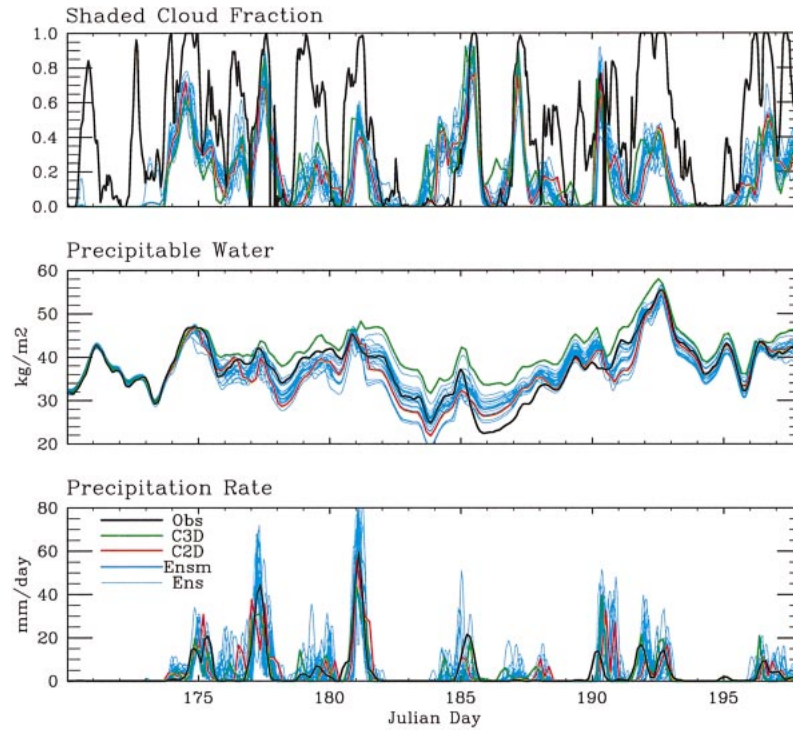 Shaded Cloud Fraction
1.0
0.8
0.6
0.4
0.2
0.0
Precipitable Water
60
50
40
30
20
kg/m2
Precipitation Rate
80
60
40
20
0
mm/day
Obs
C3D
C2D
Ensm
Ens
175 180 185 190 195
Julian Day